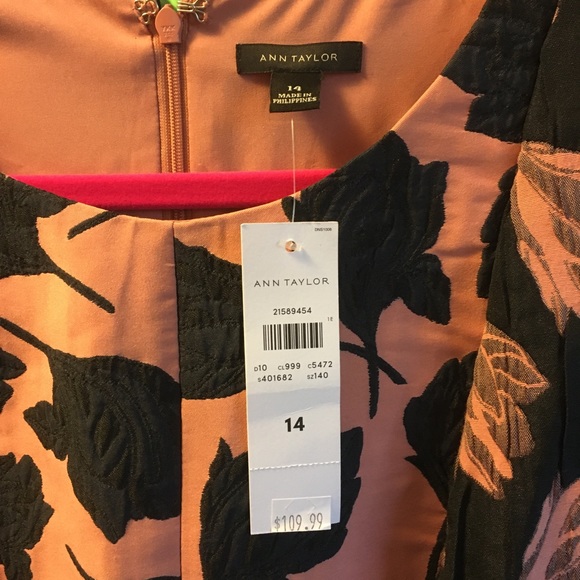 ANN TAYLOR
14
MADE IN
PHILIPPINES
ANN TAYLOR
21589454
1E
D10 CL999 C5472
S401682 SZ140
14
$109.99